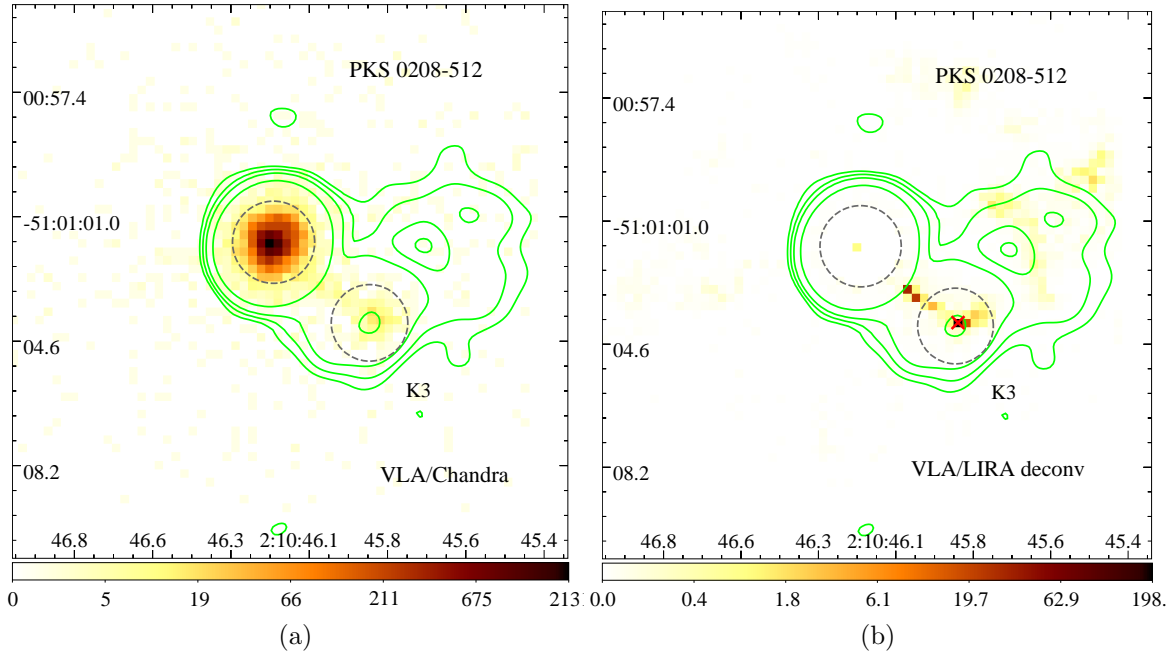 PKS 0208-512
00:57.4
-51:01:01.0
04.6
K3
08.2
VLA/Chandra
46.8 46.6 46.3 2:10:46.1 45.8 45.6 45.4
0 5 19 66 211 675 213
(a)
PKS 0208-512
00:57.4
-51:01:01.0
04.6
K3
08.2
VLA/LIRA deconv
46.8 46.6 46.3 2:10:46.1 45.8 45.6 45.4
0.0 0.4 1.8 6.1 19.7 62.9 198.
(b)